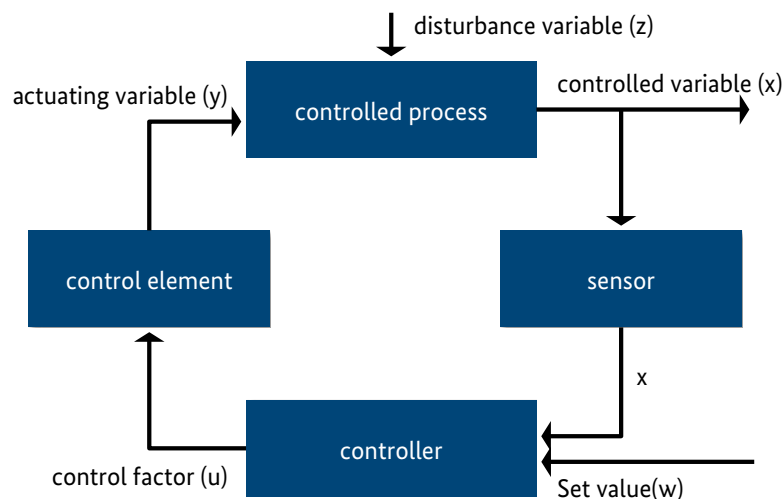 disturbance variable (z)
controlled variable (x)
actuating variable (y)
controlled process
control element
sensor
x
controller
control factor (u)
Set value(w)